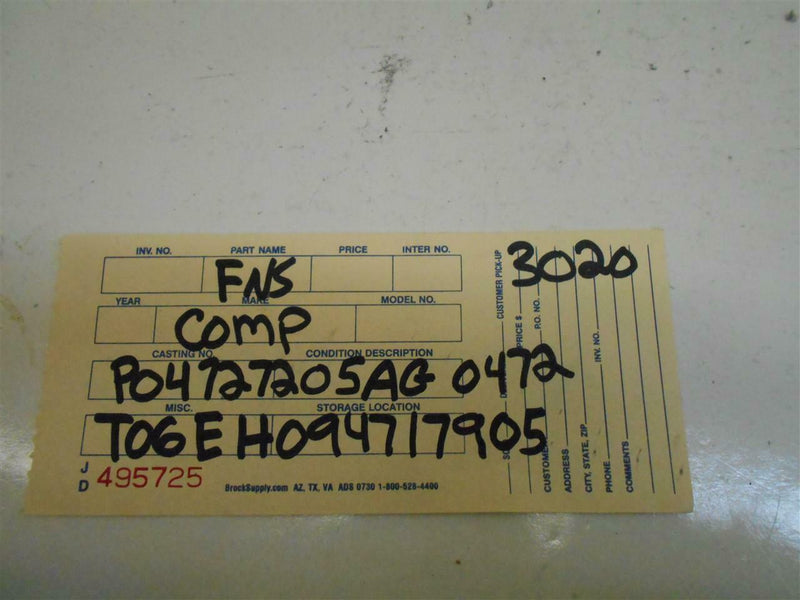 INV. NO. PART NAME PRICE INTER NO.
FNS
YEAR MAKE MODEL NO.
COMP
CASTING NO. CONDITION DESCRIPTION
P04727205AG 0472
MISC. STORAGE LOCATION
T06EH094717905
JD 495725
BrockSupply.com AZ, TX, VA ADS 0730 1-800-528-4400
3020
CUSTOMER PICK-UP
PRICE $
P.O. NO.
INV. NO.
CUSTOMER
ADDRESS
CITY, STATE, ZIP
PHONE
COMMENTS